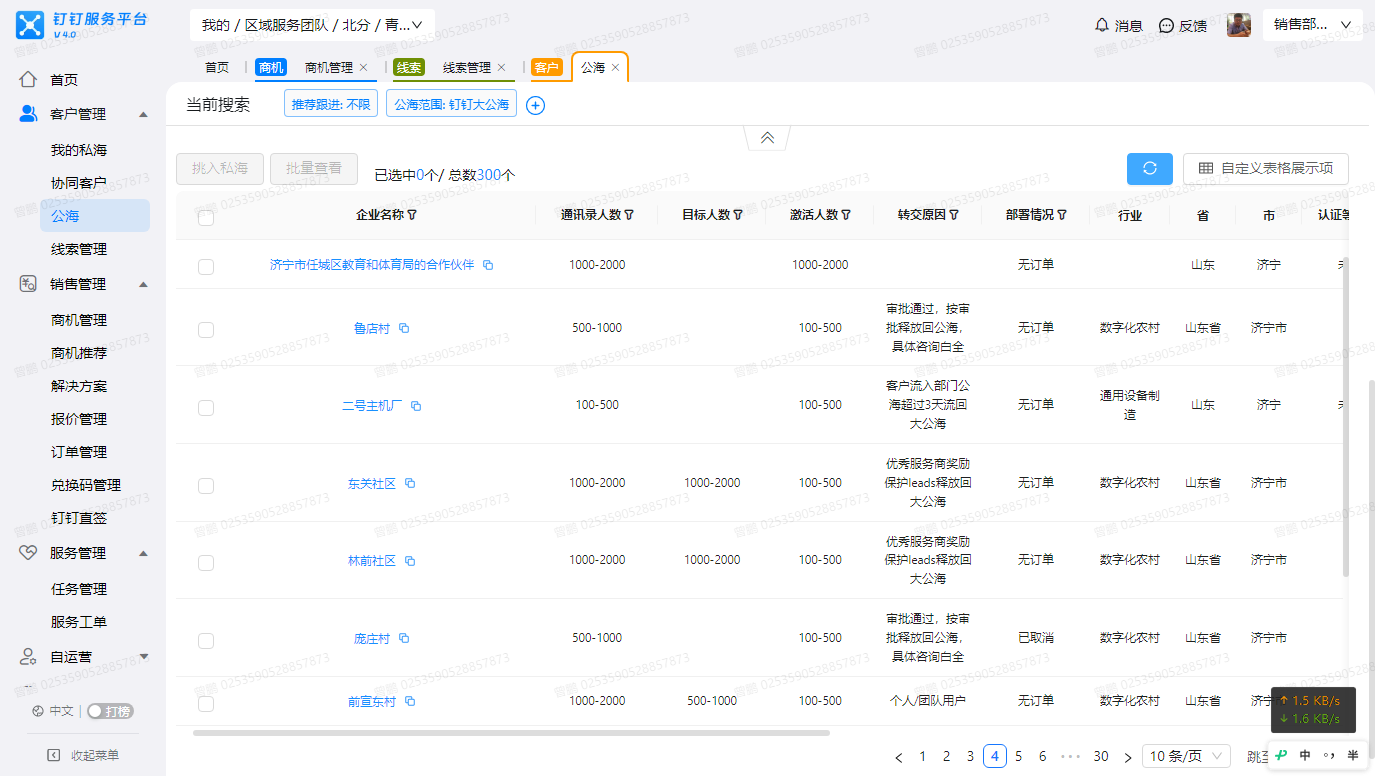 钉钉服务平台
V 4.0
我的 / 区域服务团队 / 北分 / 青...
消息
反馈
销售部...
首页
商机 商机管理 ×
线索 线索管理 ×
客户 公海 ×
首页
客户管理
我的私海
协同客户
公海
线索管理
销售管理
商机管理
商机推荐
解决方案
报价管理
订单管理
兑换码管理
钉钉直签
服务管理
任务管理
服务工单
自运营
中文 | 打榜
收起菜单
当前搜索 推荐跟进: 不限 公海范围: 钉钉大公海
挑入私海 批量查看 已选中0个/ 总数300个
自定义表格展示项
企业名称 通讯录人数 目标人数 激活人数 转交原因 部署情况 行业 省 市 认证等
济宁市任城区教育和体育局的合作伙伴 1000-2000 1000-2000 无订单 山东 济宁
鲁店村 500-1000 100-500 审批通过，按审
批释放回公海，
具体咨询白全 无订单 数字化农村 山东省 济宁市
二号主机厂 100-500 100-500 客户流入部门公
海超过3天流回
大公海 无订单 通用设备制
造 山东 济宁
东关社区 1000-2000 1000-2000 100-500 优秀服务商奖励
保护leads释放回
大公海 无订单 数字化农村 山东省 济宁市
林前社区 1000-2000 1000-2000 100-500 优秀服务商奖励
保护leads释放回
大公海 无订单 数字化农村 山东省 济宁市
庞庄村 500-1000 100-500 审批通过，按审
批释放回公海，
具体咨询白全 已取消 数字化农村 山东省 济宁市
前宣东村 1000-2000 500-1000 100-500 个人/团队用户 无订单 数字化农村 山东省 济宁
↑ 1.5 KB/s
↓ 1.6 KB/s
< 1 2 3 4 5 6 ··· 30 > 10 条/页 跳至
中 半